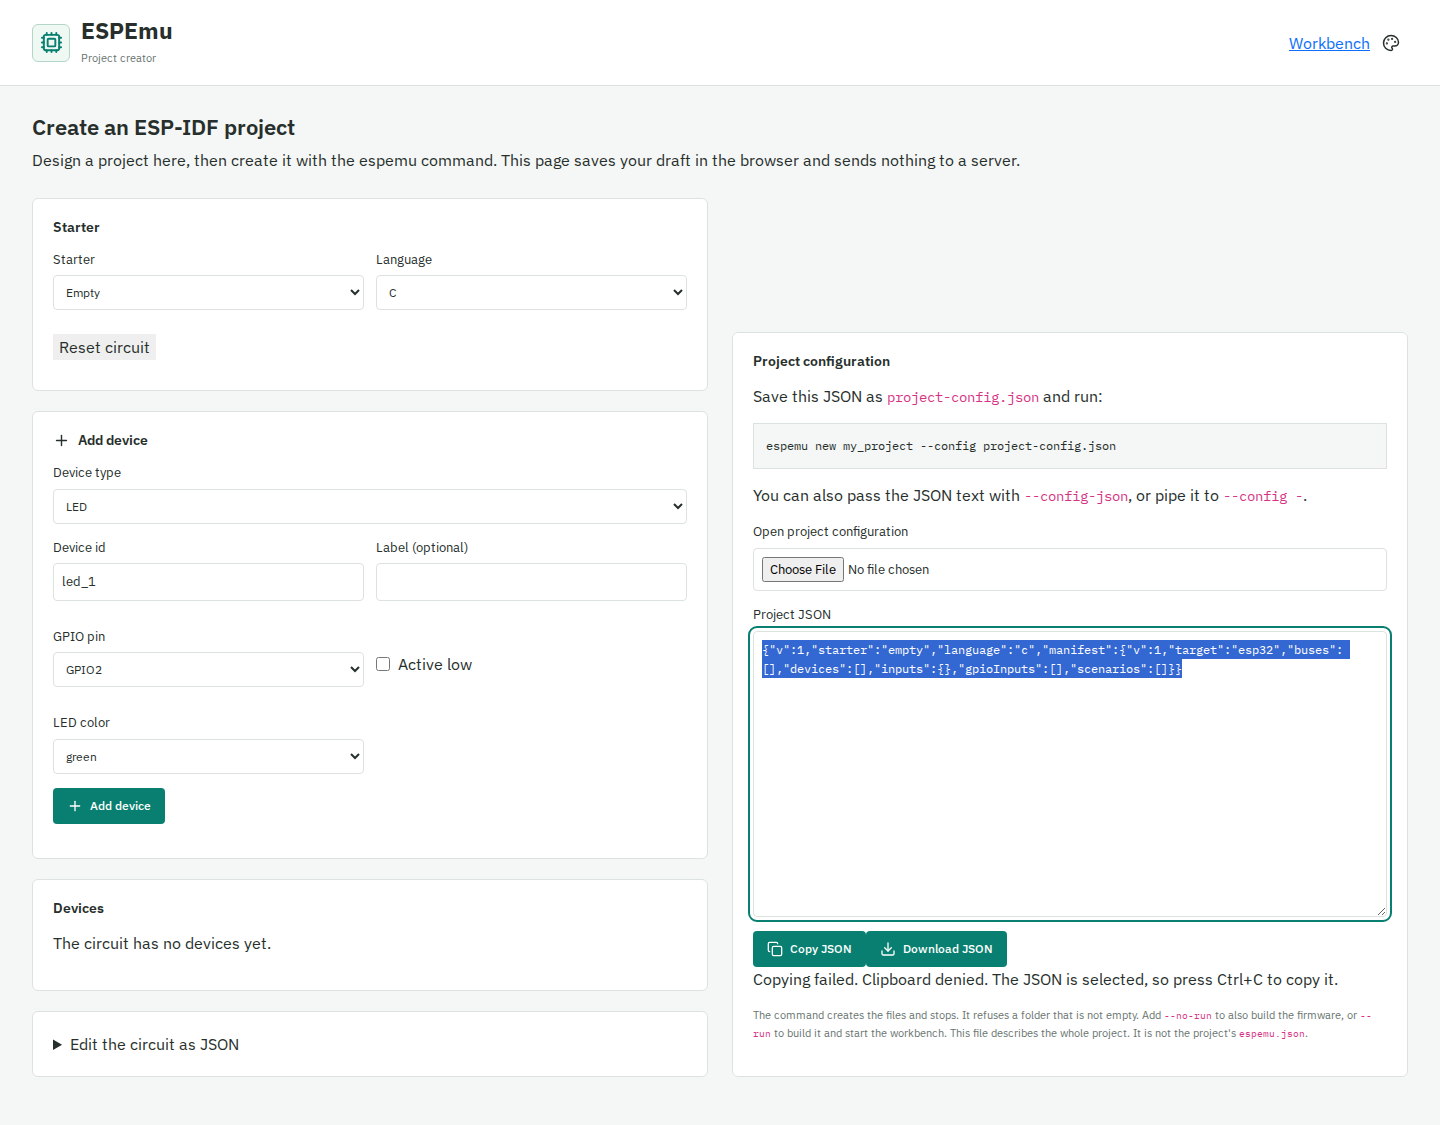 ESPEmu
Project creator
Workbench
Create an ESP-IDF project
Design a project here, then create it with the espemu command. This page saves your draft in the browser and sends nothing to a server.
Starter
Starter
Language
Empty
C
Reset circuit
Add device
Device type
LED
Device id
Label (optional)
led_1
GPIO pin
GPIO2
Active low
LED color
green
Add device
Devices
The circuit has no devices yet.
Edit the circuit as JSON
Project configuration
Save this JSON as project-config.json and run:
espemu new my_project --config project-config.json
You can also pass the JSON text with --config-json, or pipe it to --config -.
Open project configuration
Choose File No file chosen
Project JSON
{"v":1,"starter":"empty","language":"c","manifest":{"v":1,"target":"esp32","buses":
[],"devices":[],"inputs":{},"gpioInputs":[],"scenarios":[]}}
Copy JSON
Download JSON
Copying failed. Clipboard denied. The JSON is selected, so press Ctrl+C to copy it.
The command creates the files and stops. It refuses a folder that is not empty. Add --no-run to also build the firmware, or --
run to build it and start the workbench. This file describes the whole project. It is not the project's espemu.json.